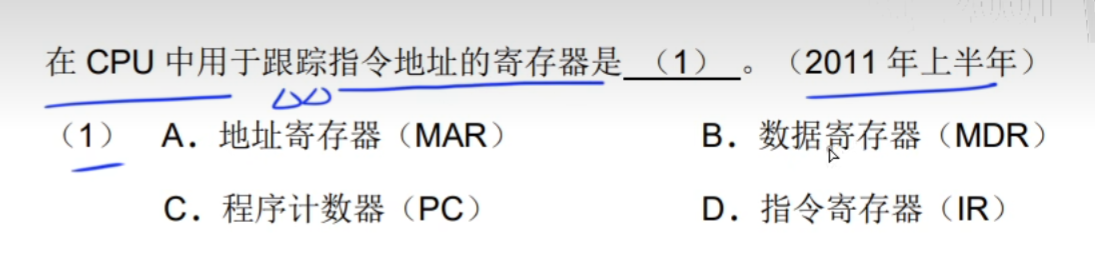 在 CPU 中用于跟踪指令地址的寄存器是 （1） 。（2011 年上半年）
（1） A．地址寄存器（MAR） B．数据寄存器（MDR）
C．程序计数器（PC） D．指令寄存器（IR）